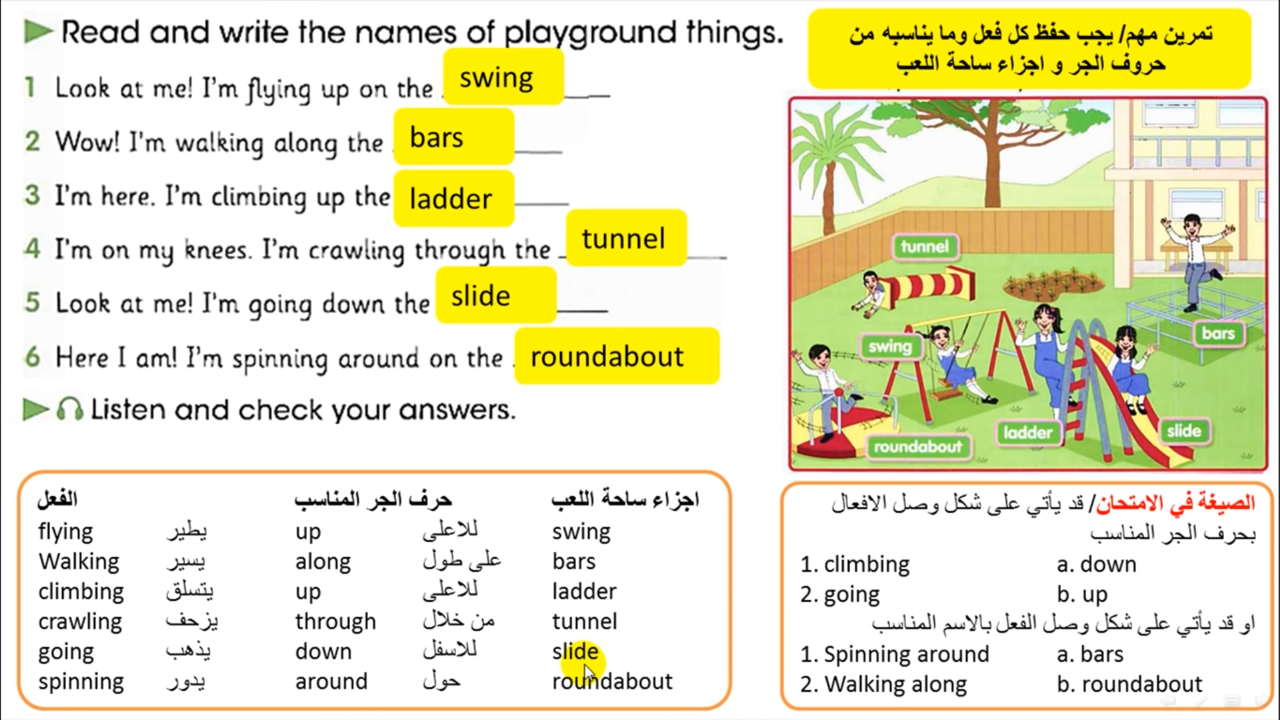 Read and write the names of playground things.
1 Look at me! I'm flying up on the swing
2 Wow! I'm walking along the bars
3 I'm here. I'm climbing up the ladder
4 I'm on my knees. I'm crawling through the tunnel
5 Look at me! I'm going down the slide
6 Here I am! I'm spinning around on the roundabout
Listen and check your answers.
تمرين مهم/ يجب حفظ كل فعل وما يناسبه من
حروف الجر و اجزاء ساحة اللعب
tunnel
swing
bars
roundabout
ladder
slide
الفعل حرف الجر المناسب اجزاء ساحة اللعب
flying يطير up للاعلى swing
Walking يسير along على طول bars
climbing يتسلق up للاعلى ladder
crawling يزحف through من خلال tunnel
going يذهب down للاسفل slide
spinning يدور around حول roundabout
الصيغة في الامتحان/ قد يأتي على شكل وصل الافعال
بحرف الجر المناسب
1. climbing a. down
2. going b. up
او قد يأتي على شكل وصل الفعل بالاسم المناسب
1. Spinning around a. bars
2. Walking along b. roundabout